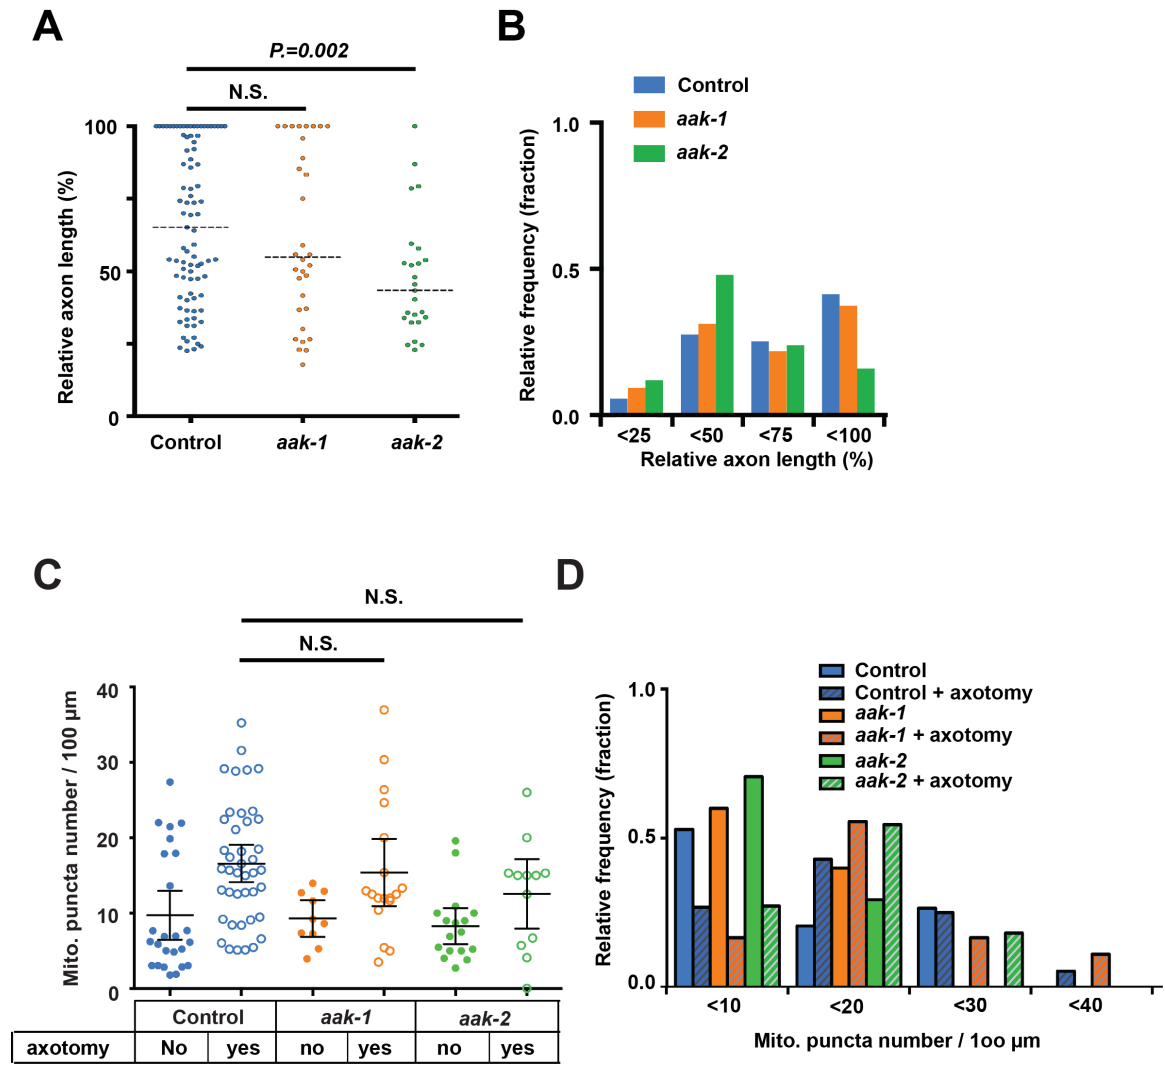 A
P.=0.002
N.S.
100
50
0
Relative axon length (%)
Control aak-1 aak-2
B
Control
aak-1
aak-2
1.0
0.5
0.0
Relative frequency (fraction)
<25 <50 <75 <100
Relative axon length (%)
C
N.S.
N.S.
40
30
20
10
0
Mito. puncta number / 100 µm
Control aak-1 aak-2
axotomy No yes no yes no yes
D
Control
Control + axotomy
aak-1
aak-1 + axotomy
aak-2
aak-2 + axotomy
1.0
0.5
0.0
Relative frequency (fraction)
<10 <20 <30 <40
Mito. puncta number / 1oo µm